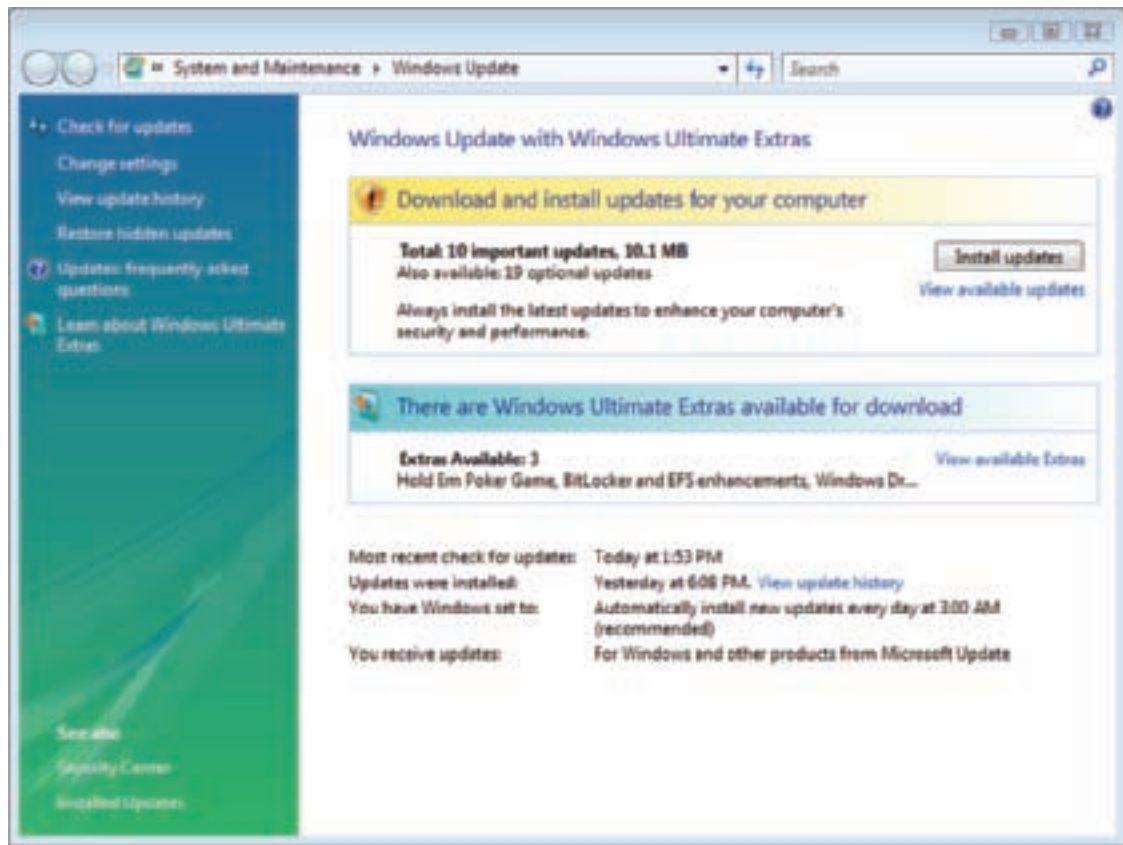 System and Maintenance
Windows Update
Search
Check for updates
Change settings
View update history
Restore hidden updates
Updates: frequently asked
questions
Learn about Windows Ultimate
Extras
See also
Security Center
Installed Updates
Windows Update with Windows Ultimate Extras
Download and install updates for your computer
Total: 10 important updates, 10.1 MB
Also available: 19 optional updates
Install updates
View available updates
Always install the latest updates to enhance your computer's
security and performance.
There are Windows Ultimate Extras available for download
Extras Available: 3
View available Extras
Hold Em Poker Game, BitLocker and EFS enhancements, Windows Dr...
Most recent check for updates: Today at 1:53 PM
Updates were installed: Yesterday at 6:08 PM. View update history
You have Windows set to: Automatically install new updates every day at 3:00 AM
(recommended)
You receive updates: For Windows and other products from Microsoft Update